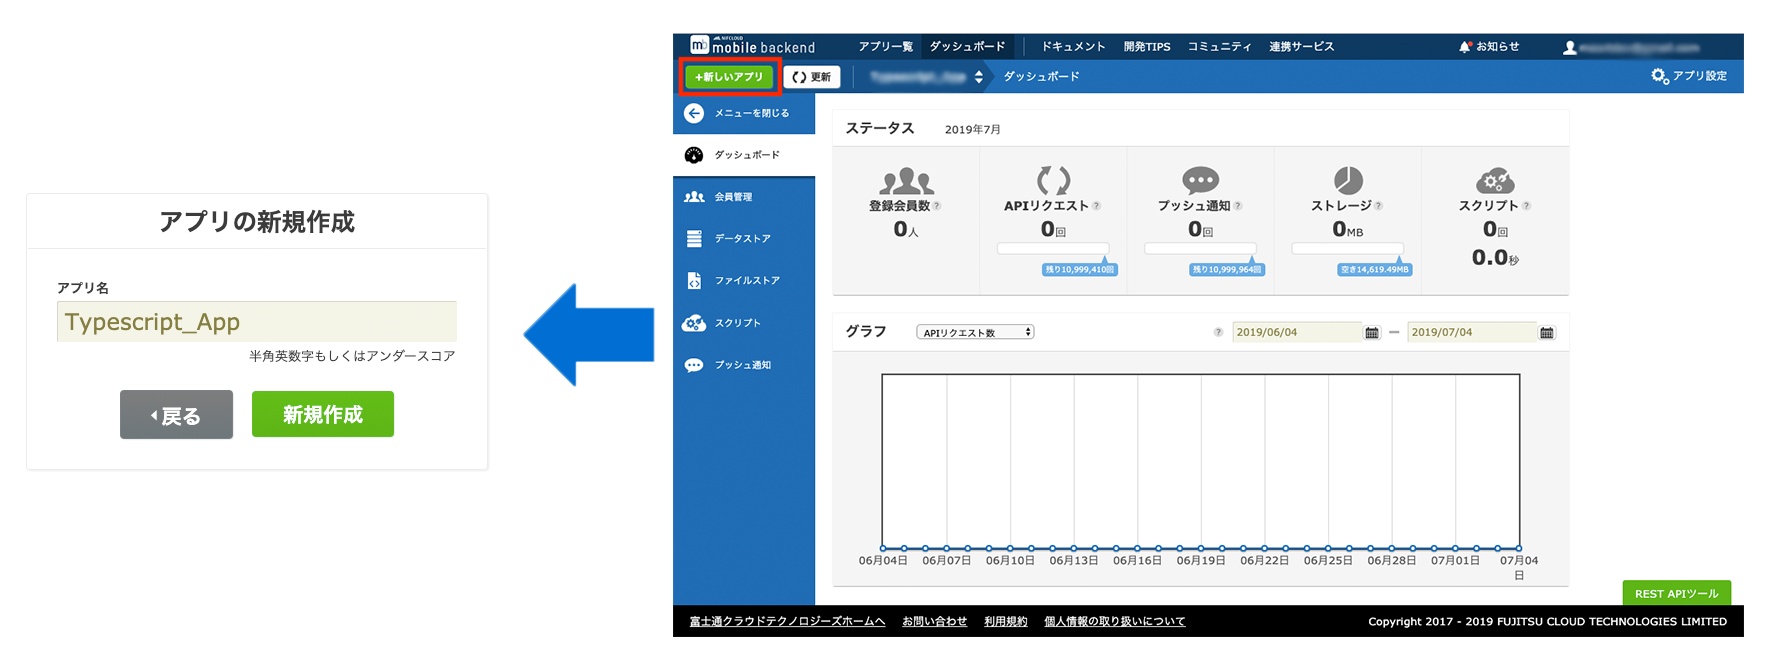 アプリの新規作成
アプリ名
Typescript_App
半角英数字もしくはアンダースコア
戻る
新規作成
mb NIFCLOUD mobile backend
アプリ一覧 ダッシュボード ドキュメント 開発TIPS コミュニティ 連携サービス お知らせ
+新しいアプリ 更新 ダッシュボード アプリ設定
メニューを閉じる
ダッシュボード
会員管理
データストア
ファイルストア
スクリプト
プッシュ通知
ステータス 2019年7月
登録会員数 ?
0人
APIリクエスト ?
0回
残り10,999,410回
プッシュ通知 ?
0回
残り10,999,964回
ストレージ ?
0MB
空き14,619.49MB
スクリプト ?
0回
0.0秒
グラフ APIリクエスト数 ? 2019/06/04 — 2019/07/04
06月04日 06月07日 06月10日 06月13日 06月16日 06月19日 06月22日 06月25日 06月28日 07月01日 07月04日
REST APIツール
富士通クラウドテクノロジーズホームへ お問い合わせ 利用規約 個人情報の取り扱いについて
Copyright 2017 - 2019 FUJITSU CLOUD TECHNOLOGIES LIMITED